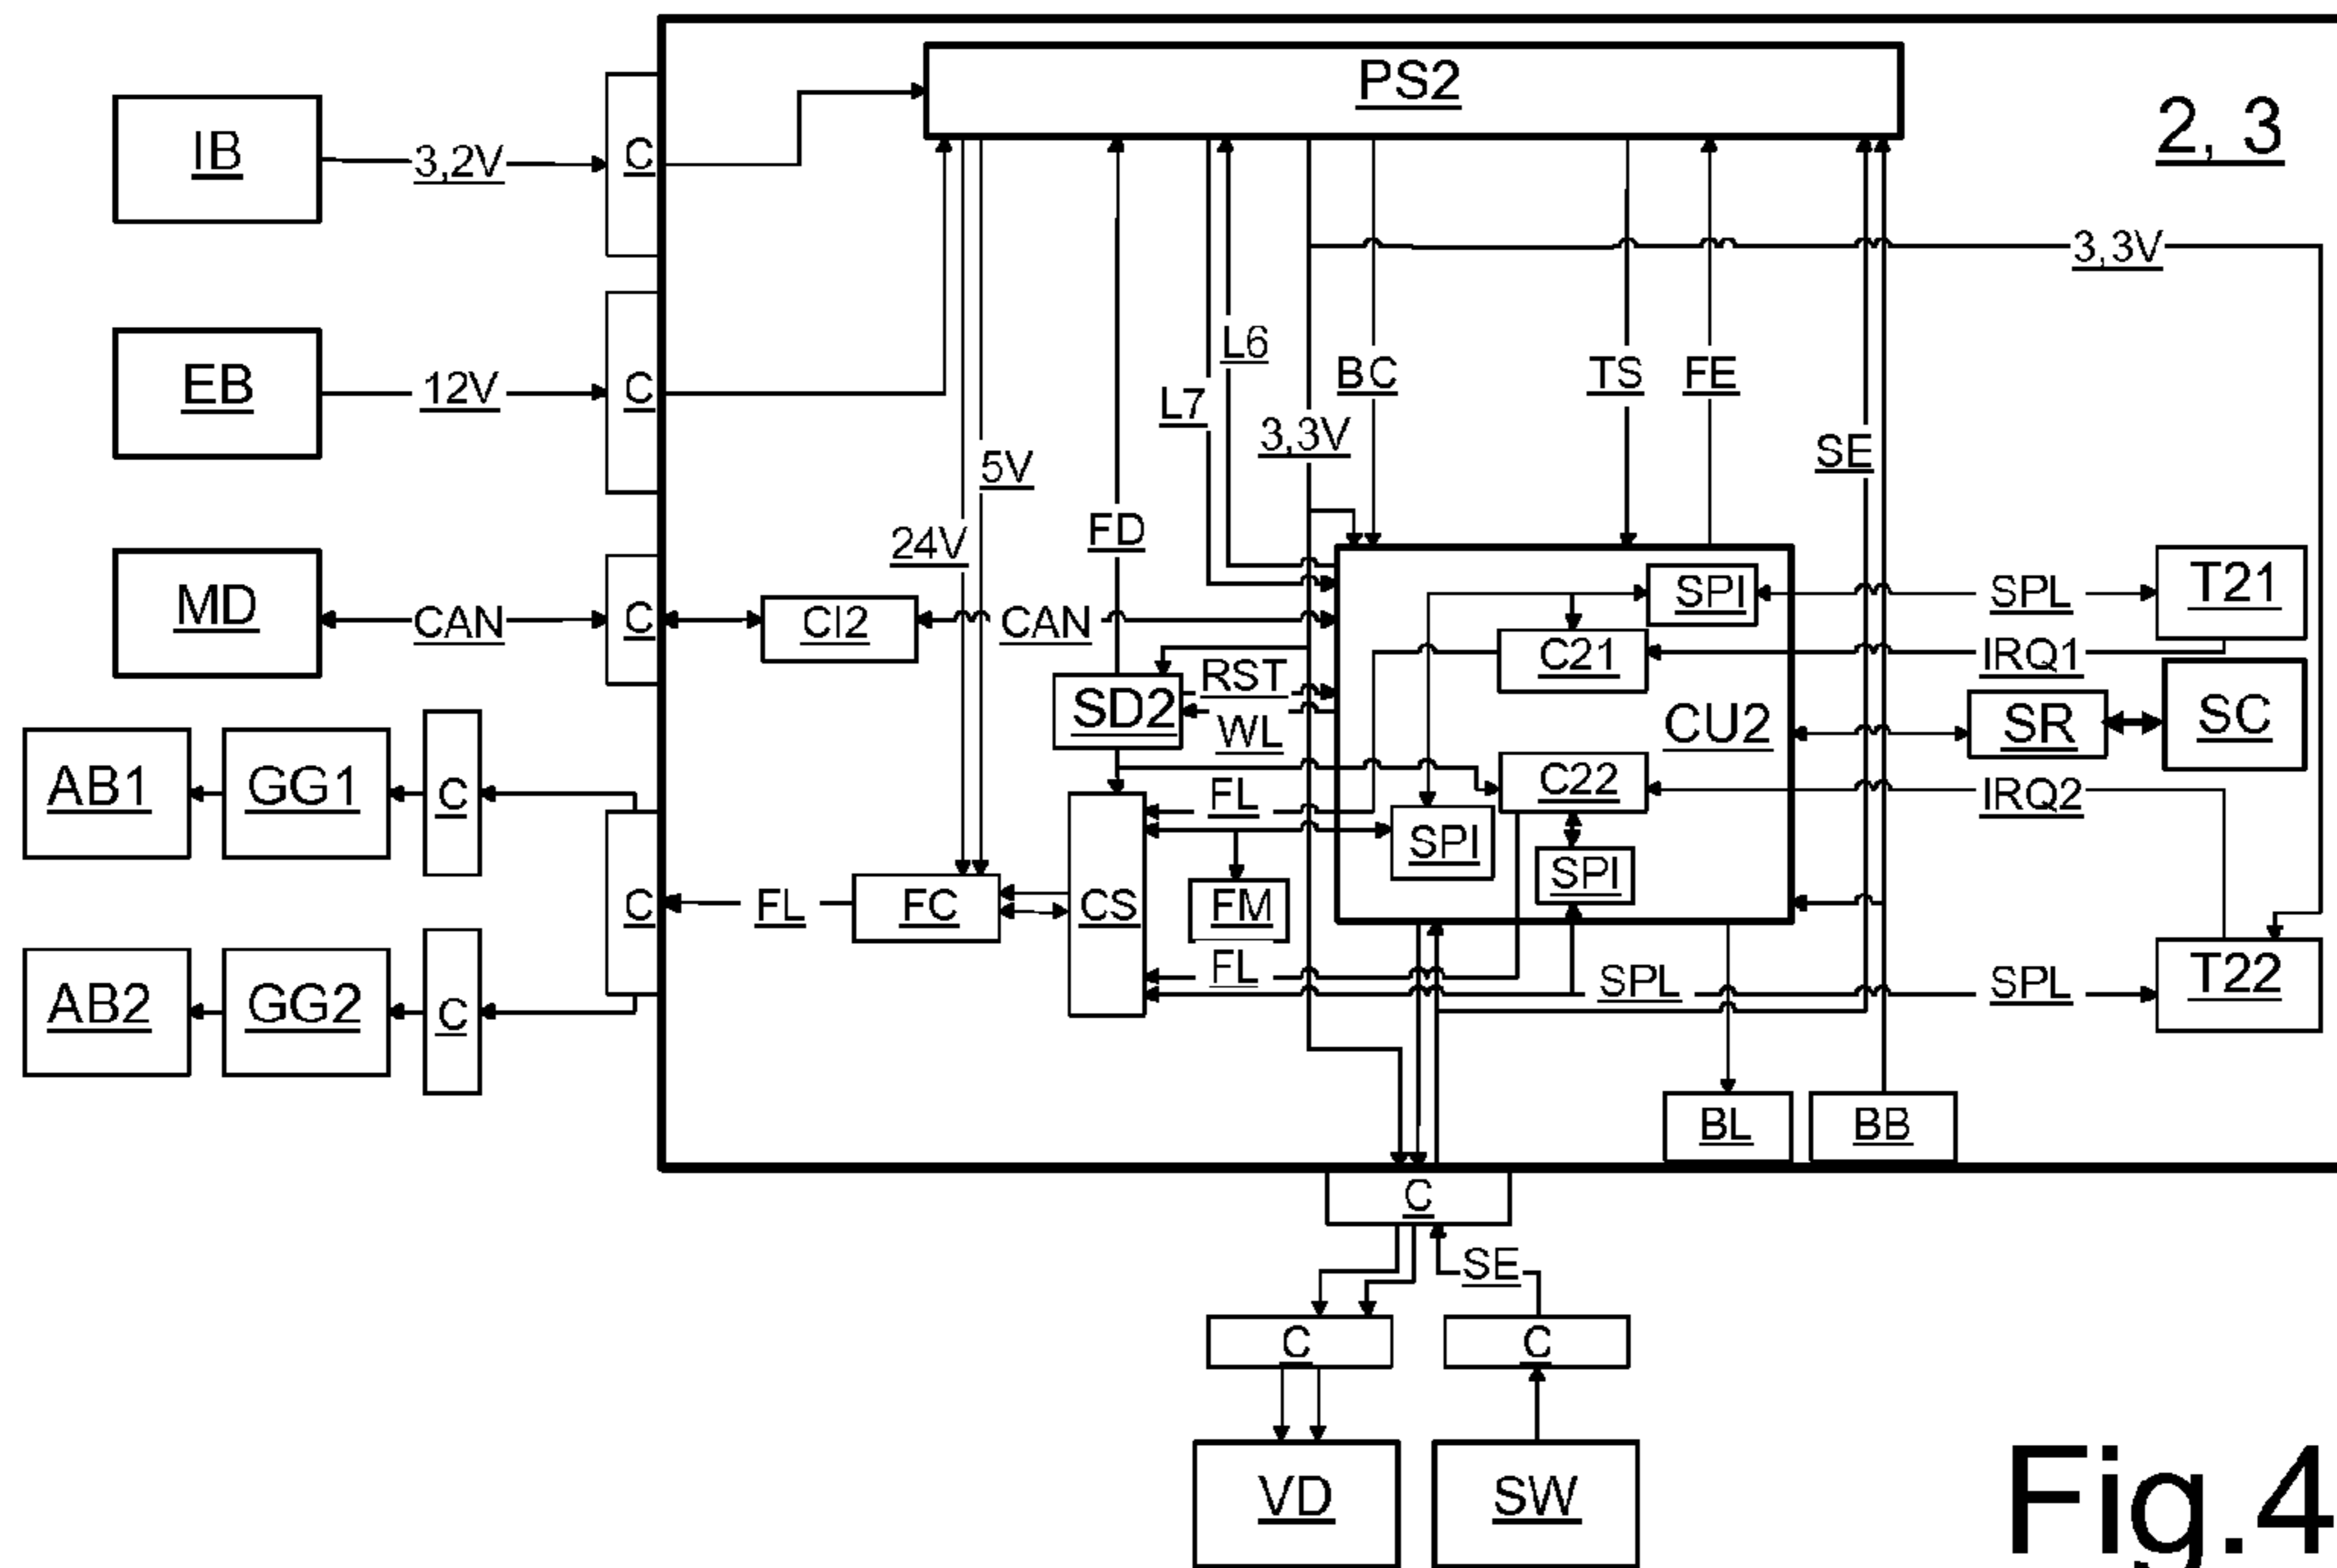 PS2
2, 3
IB
3,2V
C
3,3V
EB
12V
C
L6
L7
BC
TS
FE
3,3V
SE
5V
24V
FD
MD
CAN
C
CI2
CAN
SPI
SPL
T21
C21
IRQ1
RST
SD2
WL
CU2
SR
SC
AB1
GG1
C
C22
IRQ2
FL
SPI
SPI
C
FL
FC
CS
FM
FL
SPL
SPL
T22
AB2
GG2
C
BL
BB
C
SE
C
C
VD
SW
Fig.4